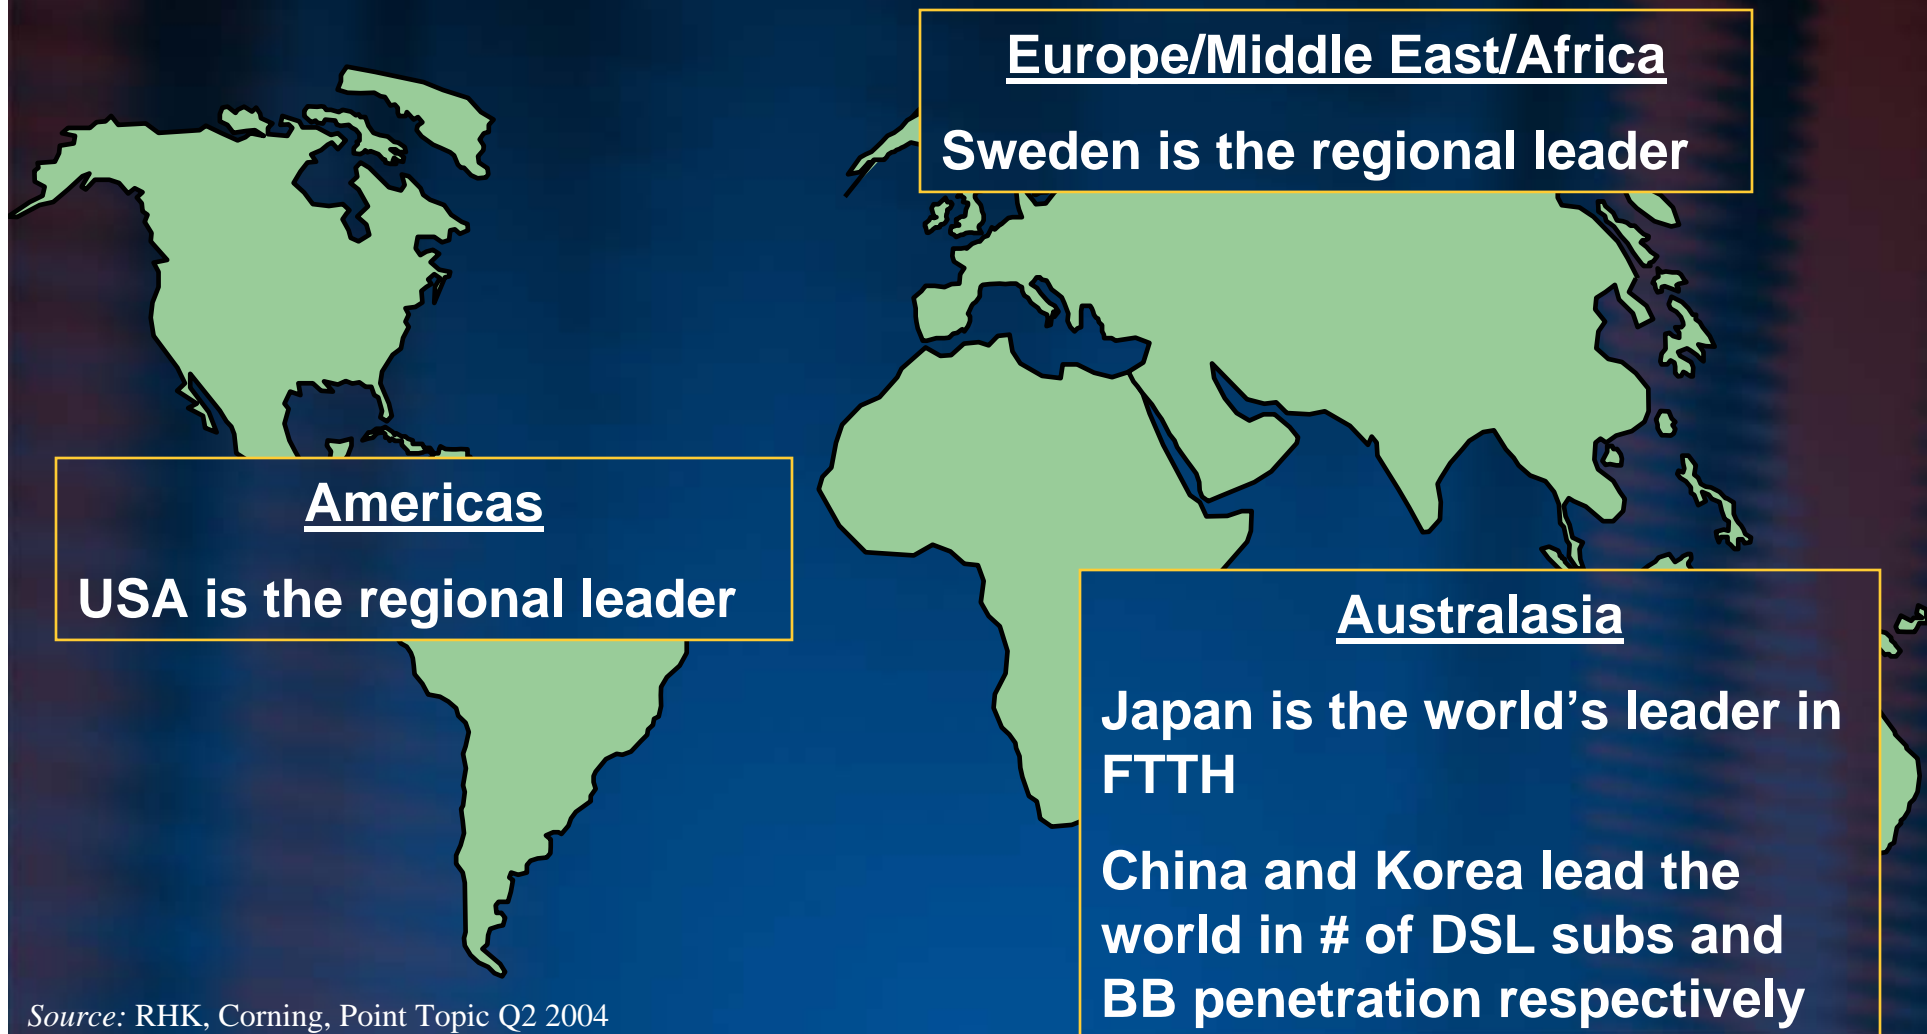 Europe/Middle East/Africa
Sweden is the regional leader
Americas
USA is the regional leader
Australasia
Japan is the world’s leader in
FTTH
China and Korea lead the
world in # of DSL subs and
BB penetration respectively
Source: RHK, Corning, Point Topic Q2 2004